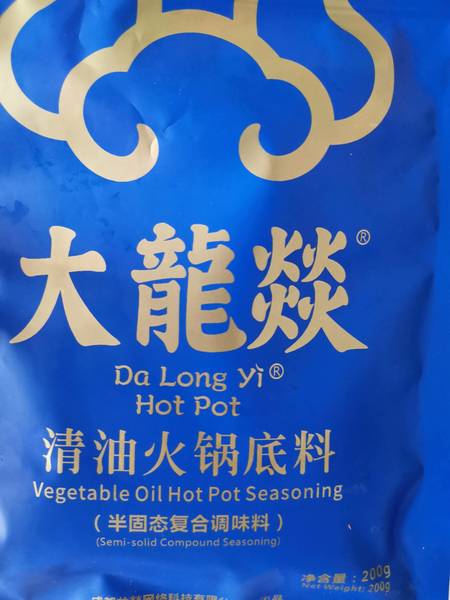 大龍燚®
Da Long Yì®
Hot Pot
清油火锅底料
Vegetable Oil Hot Pot Seasoning
（半固态复合调味料）
(Semi-solid Compound Seasoning)
净含量：200g
Net Weight: 200g